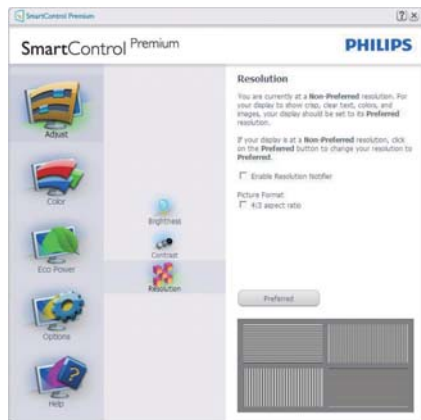 SmartControl Premium
SmartControl Premium
PHILIPS
Adjust
Color
Eco Power
Options
Help
Brightness
Contrast
Resolution
Resolution
You are currently at a Non-Preferred resolution. For
your display to show crisp, clear text, colors, and
images, your display should be set to its Preferred
resolution.
If your display is at a Non-Preferred resolution, click
on the Preferred button to change your resolution to
Preferred.
Enable Resolution Notifier
Picture Format
4:3 aspect ratio
Preferred